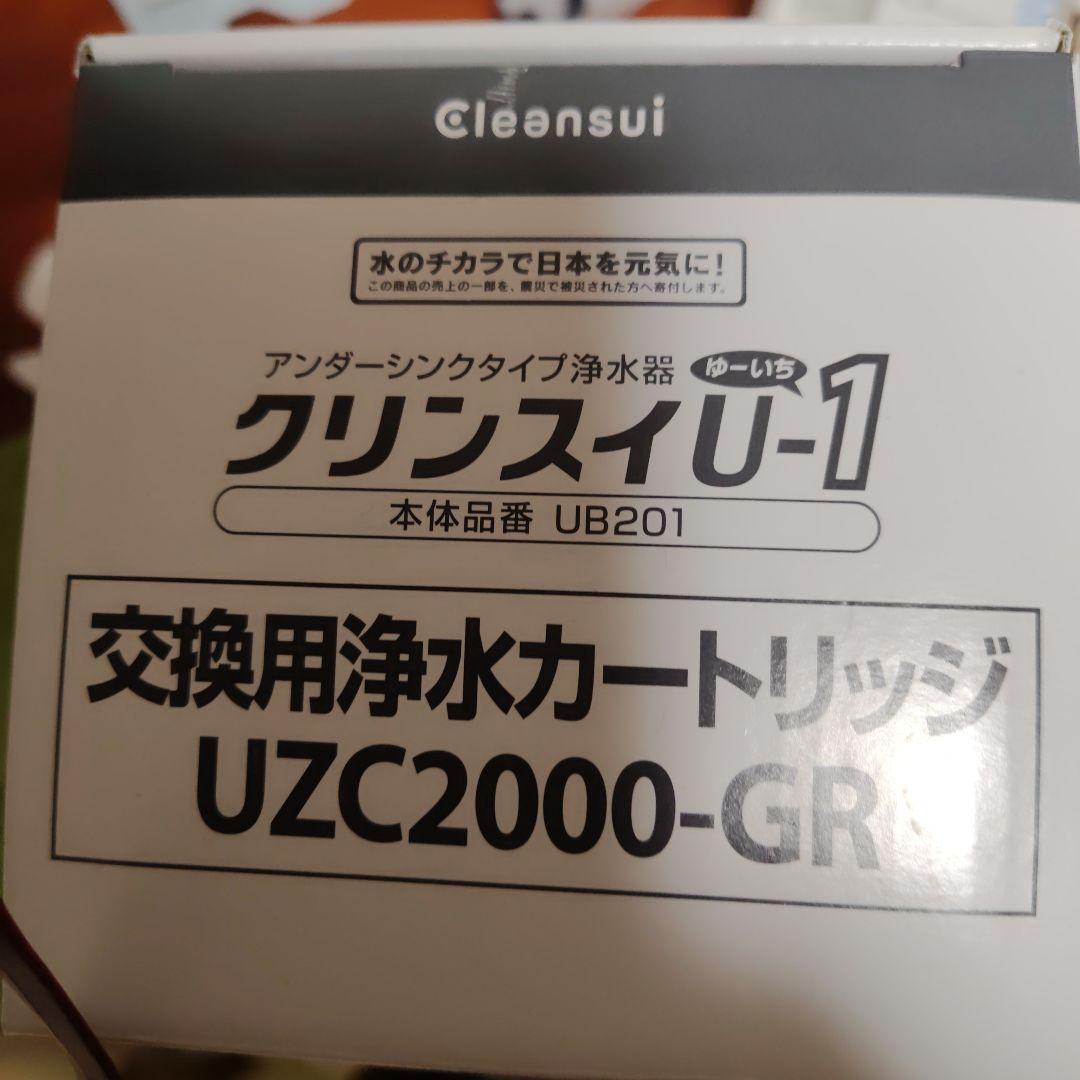 Cleansui
水のチカラで日本を元気に!
この商品の売上の一部を、震災で被災された方へ寄付します。
アンダーシンクタイプ浄水器 ゆーいち
クリンスイU-1
本体品番 UB201
交換用浄水カートリッジ
UZC2000-GR